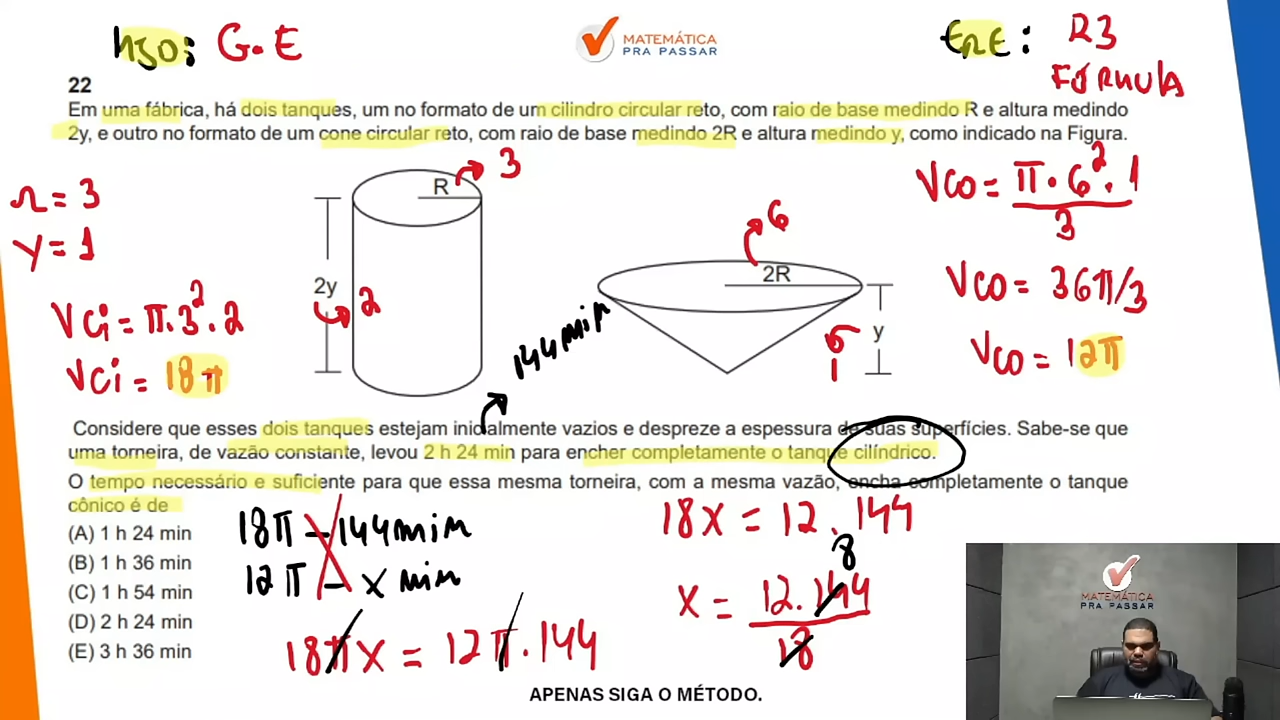 ISO: G.E
MATEMÁTICA
PRA PASSAR
ERE: R3
FÓRMULA
22
Em uma fábrica, há dois tanques, um no formato de um cilindro circular reto, com raio de base medindo R e altura medindo
2y, e outro no formato de um cone circular reto, com raio de base medindo 2R e altura medindo y, como indicado na Figura.
r = 3
y = 1
VCi = π.3².2
VCi = 18π
R
3
2y
2
6
2R
y
1
144min
VCO = π.6².1
3
VCO = 36π/3
VCO = 12π
Considere que esses dois tanques estejam inicialmente vazios e despreze a espessura de suas superfícies. Sabe-se que
uma torneira, de vazão constante, levou 2 h 24 min para encher completamente o tanque cilíndrico.
O tempo necessário e suficiente para que essa mesma torneira, com a mesma vazão, encha completamente o tanque
cônico é de
(A) 1 h 24 min
(B) 1 h 36 min
(C) 1 h 54 min
(D) 2 h 24 min
(E) 3 h 36 min
18π – 144min
12π – x min
18πx = 12π.144
18x = 12.144
8
x = 12.144
18
MATEMÁTICA
PRA PASSAR
APENAS SIGA O MÉTODO.